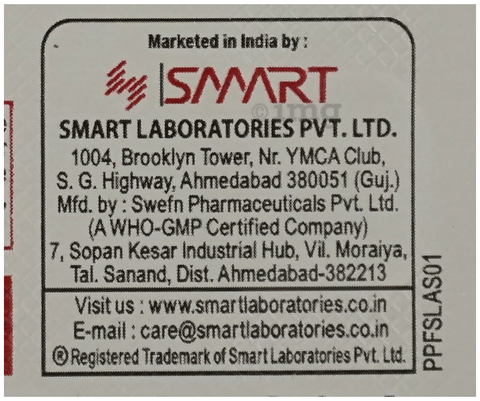 Marketed in India by :
SMART
SMART LABORATORIES PVT. LTD.
1004, Brooklyn Tower, Nr. YMCA Club,
S. G. Highway, Ahmedabad 380051 (Guj.)
Mfd. by : Swefn Pharmaceuticals Pvt. Ltd.
(A WHO-GMP Certified Company)
7, Sopan Kesar Industrial Hub, Vil. Moraiya,
Tal. Sanand, Dist. Ahmedabad-382213
Visit us : www.smartlaboratories.co.in
E-mail : care@smartlaboratories.co.in
® Registered Trademark of Smart Laboratories Pvt. Ltd.
PPFSLAS01